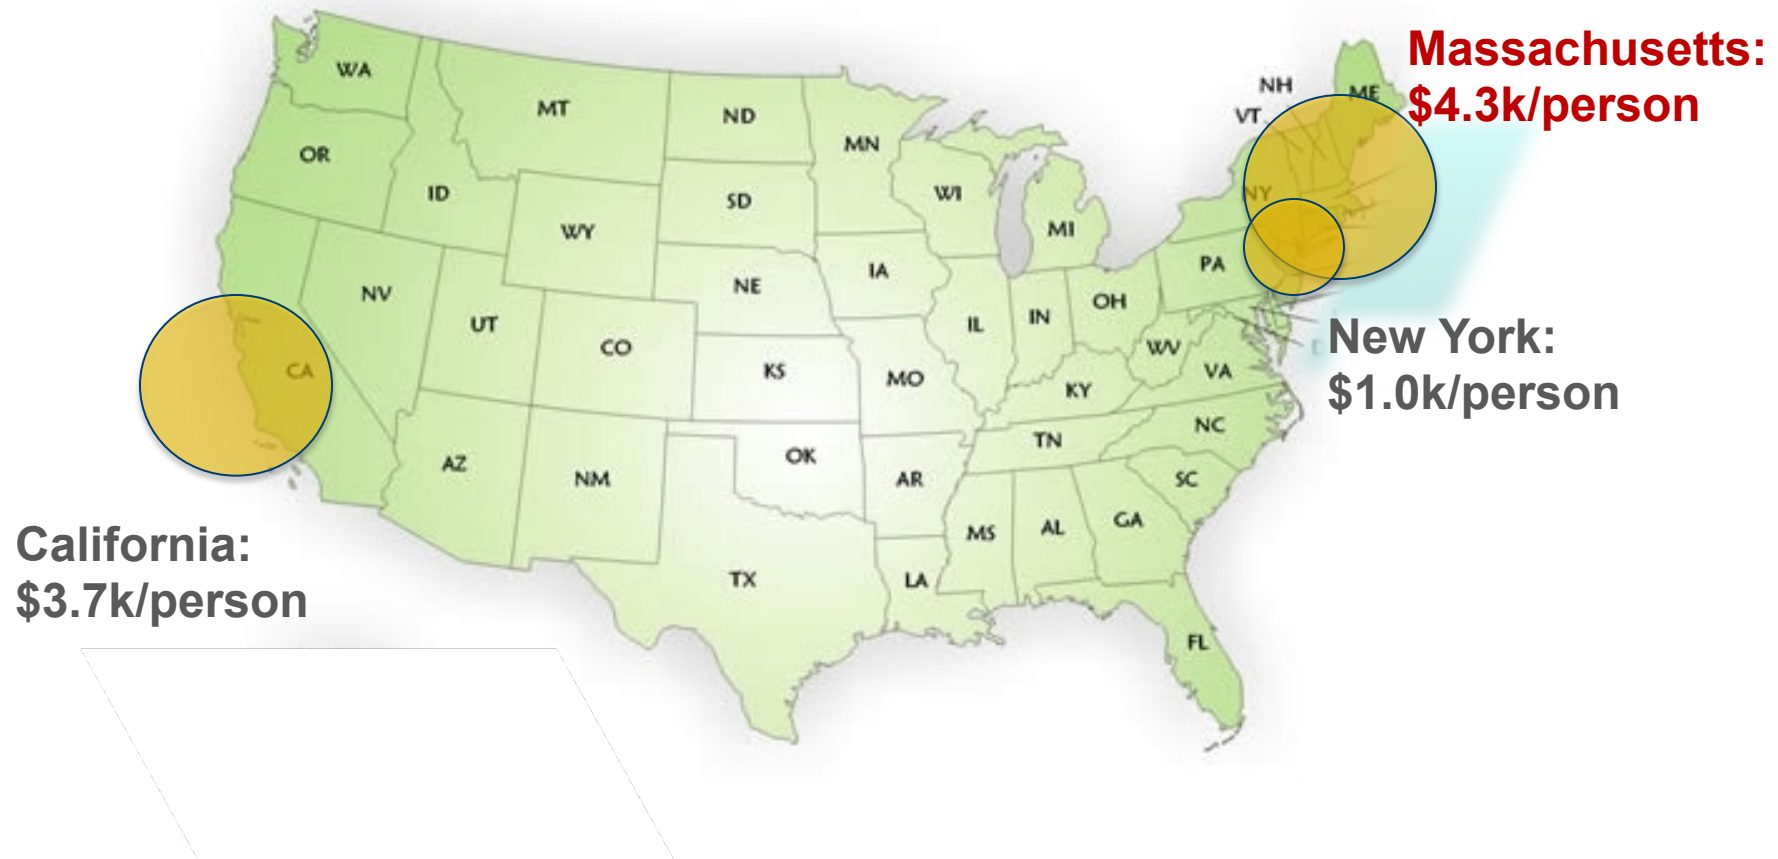 Massachusetts:
$4.3k/person
WA
MT
ND
MN
NH
ME
VT
OR
ID
SD
WI
NY
WY
MI
IA
PA
NV
NE
OH
UT
IL
IN
CO
WV
New York:
$1.0k/person
CA
KS
MO
VA
KY
NC
TN
AZ
NM
OK
AR
SC
MS
AL
GA
California:
$3.7k/person
TX
LA
FL